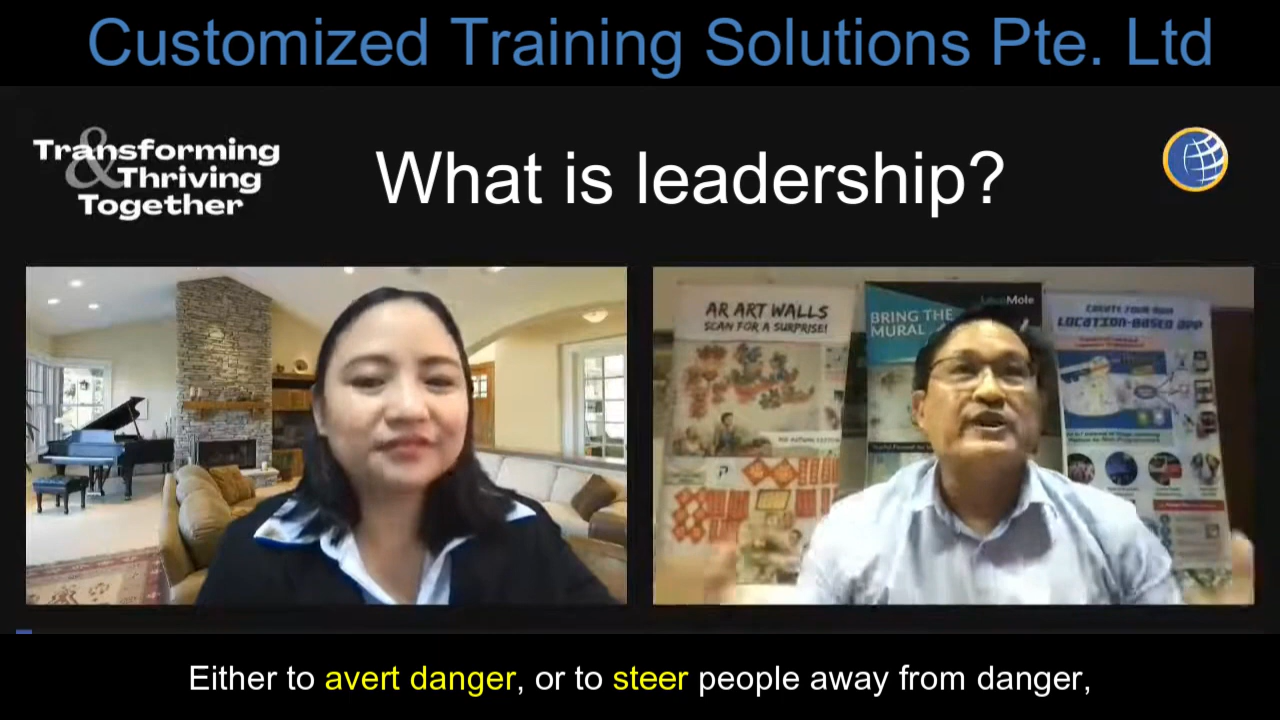 Customized Training Solutions Pte. Ltd
Transforming
&
Thriving
Together
What is leadership?
AR ART WALLS
SCAN FOR A SURPRISE!
BRING THE
MURAL
Mole
CREATE YOUR OWN
LOCATION-BASED APP
Either to avert danger, or to steer people away from danger,